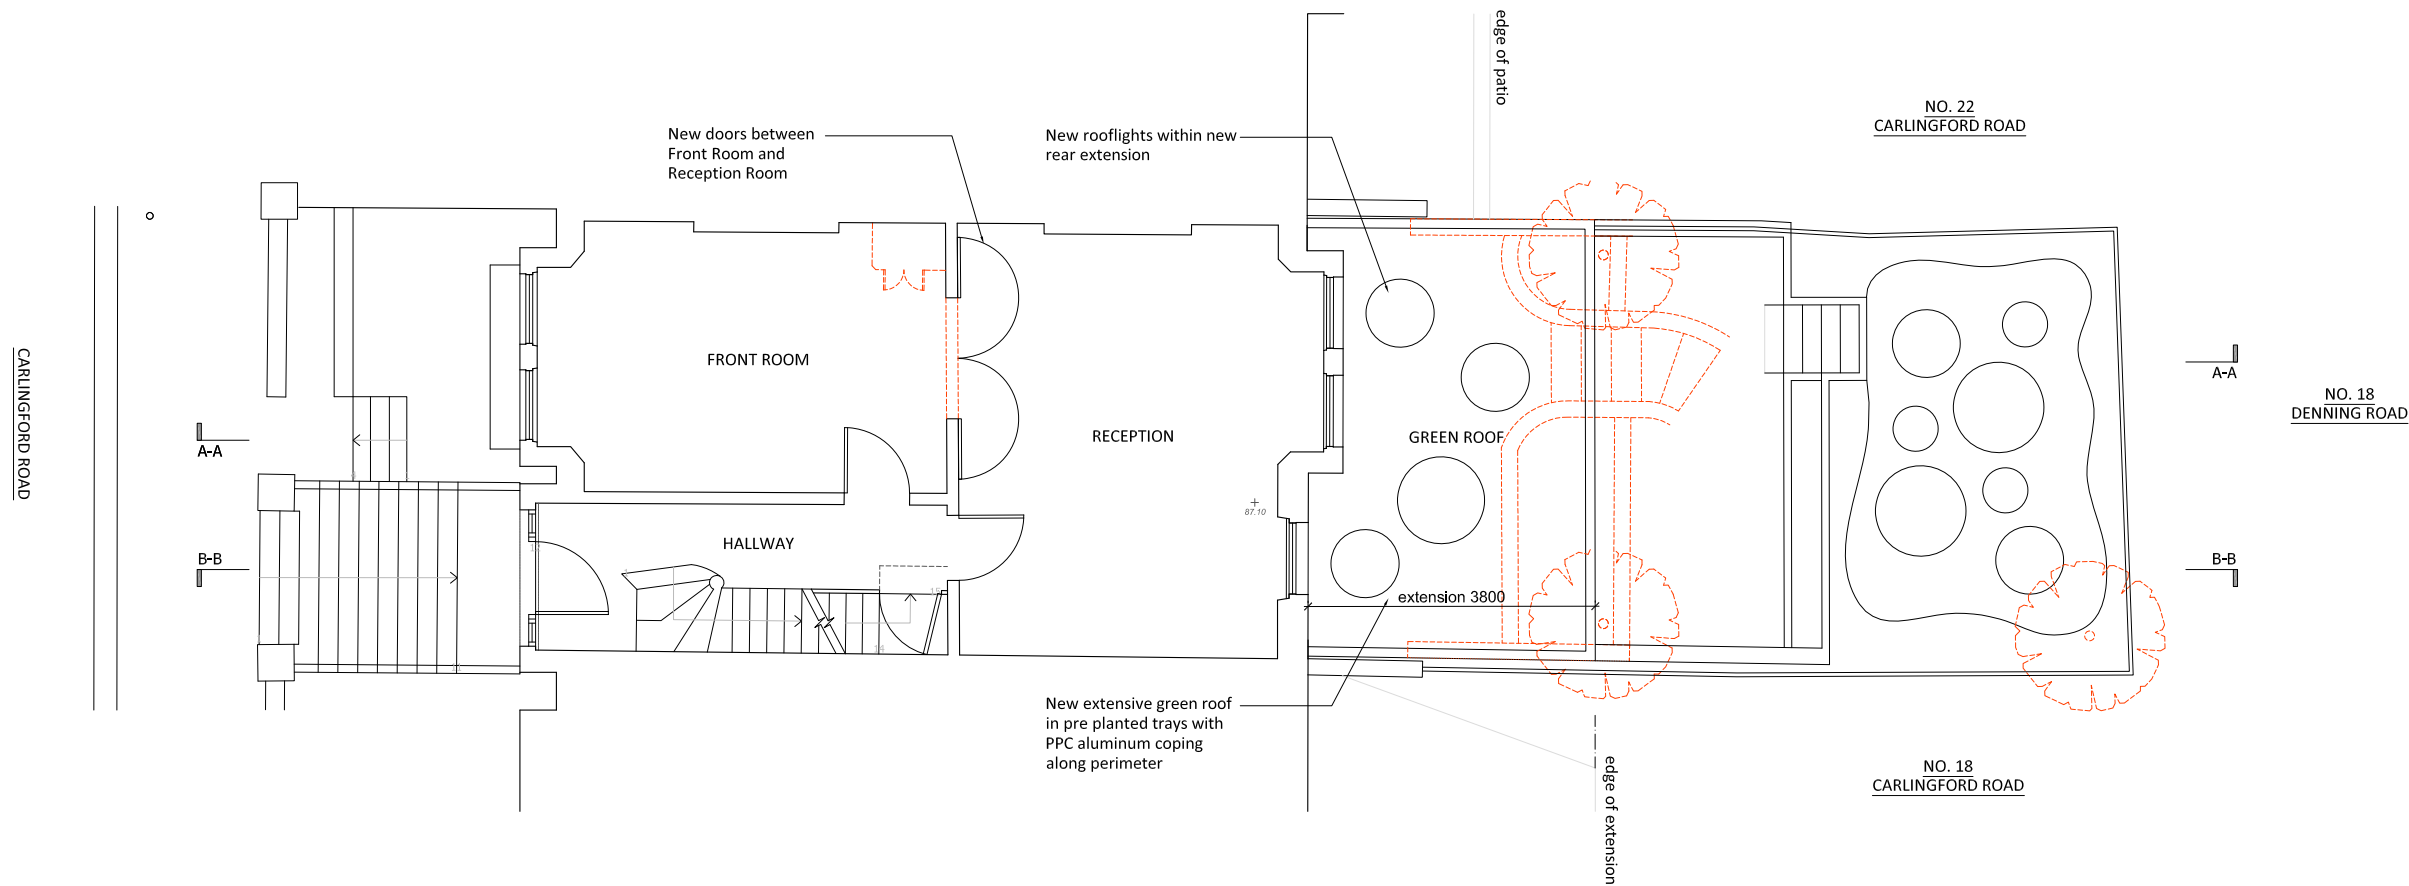 edge of patio
NO. 22
CARLINGFORD ROAD
New doors between
Front Room and
Reception Room
New rooflights within new
rear extension
CARLINGFORD ROAD
FRONT ROOM
A-A
NO. 18
DENNING ROAD
RECEPTION
GREEN ROOF
A-A
87.10
HALLWAY
B-B
B-B
extension 3800
New extensive green roof
in pre planted trays with
PPC aluminum coping
along perimeter
edge of extension
NO. 18
CARLINGFORD ROAD